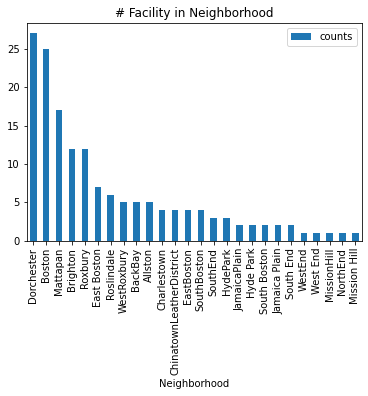 # Facility in Neighborhood
counts
25
20
15
10
5
0
Dorchester
Boston
Mattapan
Brighton
Roxbury
East Boston
Roslindale
WestRoxbury
BackBay
Allston
Charlestown
ChinatownLeatherDistrict
EastBoston
SouthBoston
SouthEnd
HydePark
JamaicaPlain
Hyde Park
South Boston
Jamaica Plain
South End
WestEnd
West End
MissionHill
NorthEnd
Mission Hill
Neighborhood